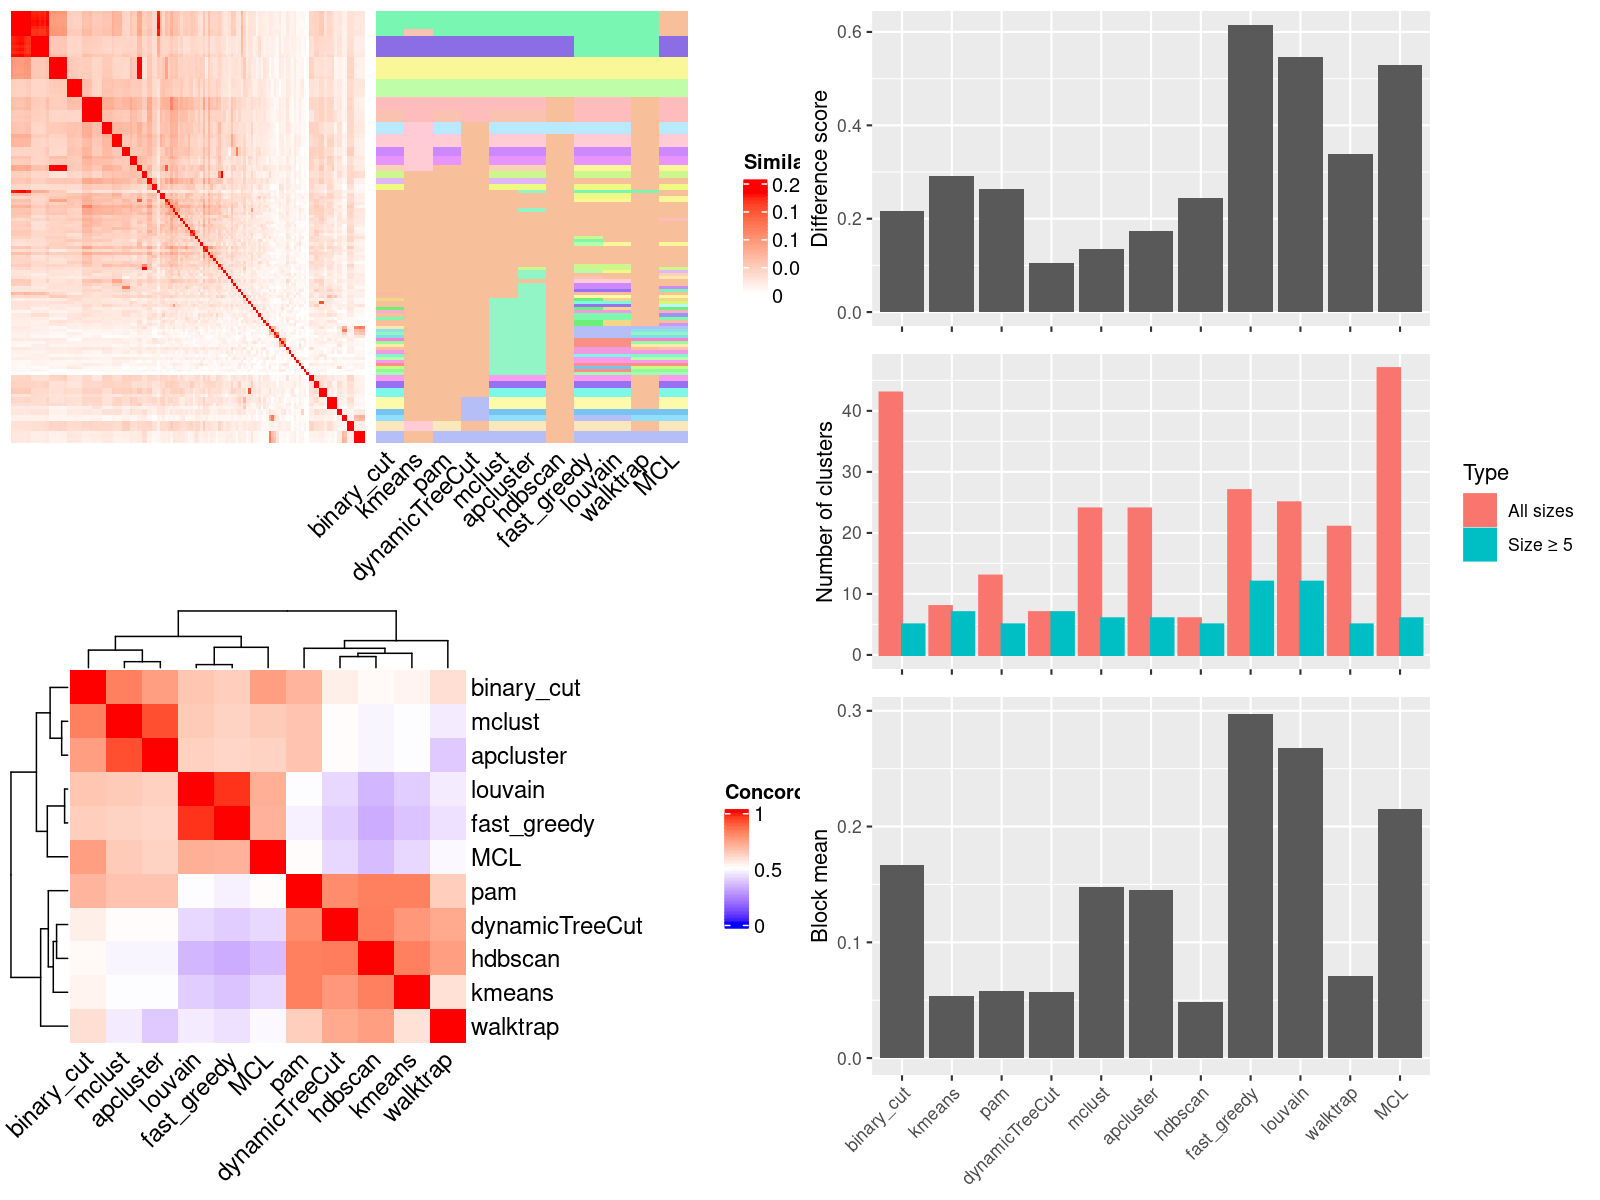 Simila
0.2
0.1
0.1
0.0
0
binary_cut
kmeans
pam
dynamicTreeCut
mclust
apcluster
hdbscan
fast_greedy
louvain
walktrap
MCL
binary_cut
mclust
apcluster
louvain
fast_greedy
MCL
pam
dynamicTreeCut
hdbscan
kmeans
walktrap
binary_cut
mclust
apcluster
louvain
fast_greedy
MCL
pam
dynamicTreeCut
hdbscan
kmeans
walktrap
Concord
1
0.5
0
Difference score
0.6
0.4
0.2
0.0
Number of clusters
40
30
20
10
0
Type
All sizes
Size ≥ 5
Block mean
0.3
0.2
0.1
0.0
binary_cut
kmeans
pam
dynamicTreeCut
mclust
apcluster
hdbscan
fast_greedy
louvain
walktrap
MCL